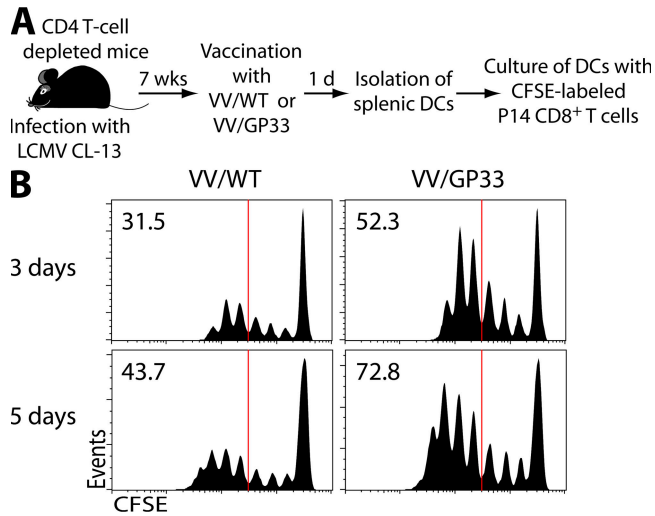 A
CD4 T-cell
depleted mice
Infection with
LCMV CL-13
7 wks
Vaccination
with
VV/WT or
VV/GP33
1 d
Isolation of
splenic DCs
Culture of DCs with
CFSE-labeled
P14 CD8+ T cells
B
VV/WT
VV/GP33
3 days
31.5
52.3
5 days
43.7
72.8
Events
CFSE